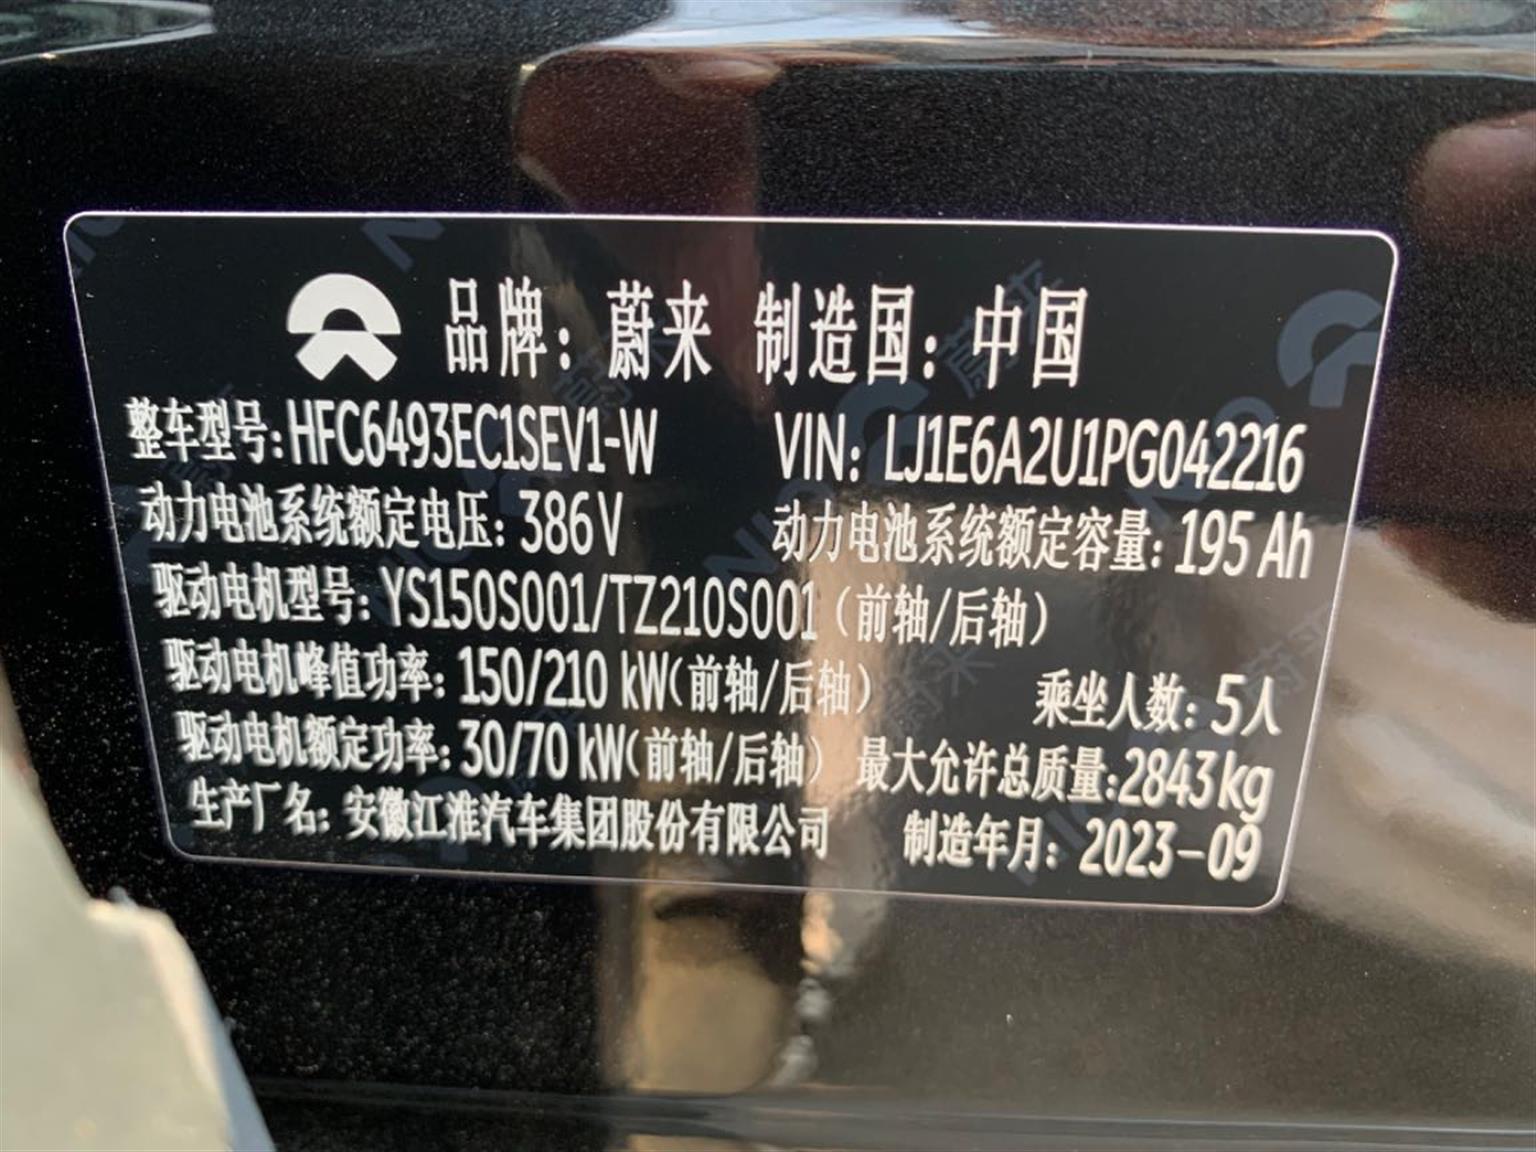 品牌：蔚来 制造国：中国
整车型号：HFC6493EC1SEV1-W VIN：LJ1E6A2U1PG042216
动力电池系统额定电压：386V 动力电池系统额定容量：195Ah
驱动电机型号：YS150S001/TZ210S001（前轴/后轴）
驱动电机峰值功率：150/210 kW（前轴/后轴） 乘坐人数：5人
驱动电机额定功率：30/70 kW（前轴/后轴） 最大允许总质量：2843kg
生产厂名：安徽江淮汽车集团股份有限公司 制造年月：2023-09